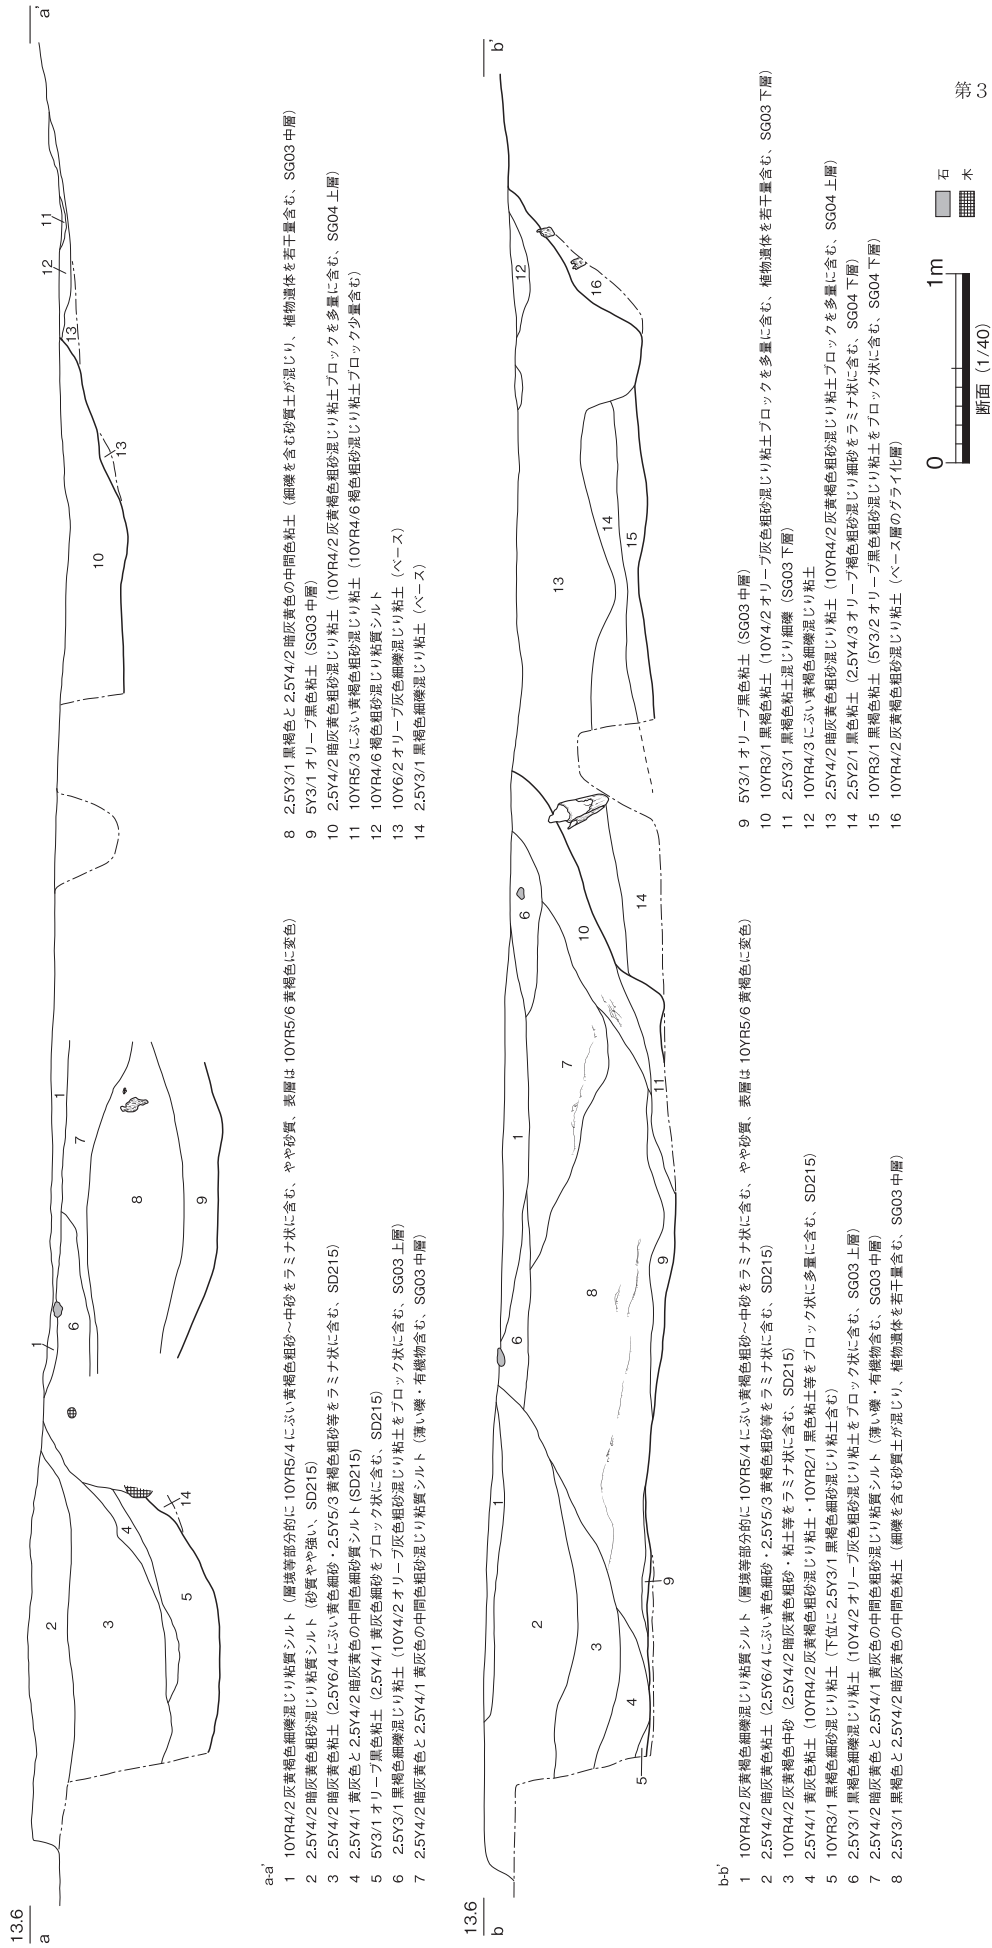 13.6
a
a’
1
2
3
4
5
6
7
8
9
10
11
12
13
13
14
1
a-a’
1 10YR4/2 灰黄褐色細礫混じり粘質シルト（層境等部分的に 10YR5/4 にぶい黄褐色粗砂～中砂をラミナ状に含む、やや砂質、表層は 10YR5/6 黄褐色に変色）
2 2.5Y4/2 暗灰黄色粗砂混じり粘質シルト（砂質やや強い、SD215）
3 2.5Y4/2 暗灰黄色粘土（2.5Y6/4 にぶい黄色細砂・2.5Y5/3 黄褐色粗砂等をラミナ状に含む、SD215）
4 2.5Y4/1 黄灰色と 2.5Y4/2 暗灰黄色の中間色細砂質シルト(SD215)
5 5Y3/1 オリーブ黒色粘土（2.5Y4/1 黄灰色細砂をブロック状に含む、SD215）
6 2.5Y3/1 黒褐色細礫混じり粘土（10Y4/2 オリーブ灰色粗砂混じり粘土をブロック状に含む、SG03 上層）
7 2.5Y4/2 暗灰黄色と 2.5Y4/1 黄灰色の中間色粗砂混じり粘質シルト（薄い礫・有機物含む、SG03 中層）
8 2.5Y3/1 黒褐色と 2.5Y4/2 暗灰黄色の中間色粘土（細礫を含む砂質土が混じり、植物遺体を若干量含む、SG03 中層）
9 5Y3/1 オリーブ黒色粘土（SG03 中層）
10 2.5Y4/2 暗灰黄色粗砂混じり粘土（10YR4/2 灰黄褐色粗砂混じり粘土ブロックを多量に含む、SG04 上層）
11 10YR5/3 にぶい黄褐色粗砂混じり粘土（10YR4/6 褐色粗砂混じり粘土ブロック少量含む）
12 10YR4/6 褐色粗砂混じり粘質シルト
13 10Y6/2 オリーブ灰色細礫混じり粘土（ベース）
14 2.5Y3/1 黒褐色細礫混じり粘土（ベース）
13.6
b
b’
1
1
2
3
4
5
6
6
7
8
9
9
10
11
12
13
14
14
15
16
b-b’
1 10YR4/2 灰黄褐色細礫混じり粘質シルト（層境等部分的に 10YR5/4 にぶい黄褐色粗砂～中砂をラミナ状に含む、やや砂質、表層は 10YR5/6 黄褐色に変色）
2 2.5Y4/2 暗灰黄色粘土（2.5Y6/4 にぶい黄色細砂・2.5Y5/3 黄褐色粗砂等をラミナ状に含む、SD215）
3 10YR4/2 灰黄褐色中砂（2.5Y4/2 暗灰黄色粗砂・粘土等をラミナ状に含む、SD215）
4 2.5Y4/1 黄灰色粘土（10YR4/2 灰黄褐色粗砂混じり粘土・10YR2/1 黒色粘土等をブロック状に多量に含む、SD215）
5 10YR3/1 黒褐色細砂混じり粘土（下位に 2.5Y3/1 黒褐色細砂混じり粘土含む）
6 2.5Y3/1 黒褐色細礫混じり粘土（10Y4/2 オリーブ灰色粗砂混じり粘土をブロック状に含む、SG03 上層）
7 2.5Y4/2 暗灰黄色と 2.5Y4/1 黄灰色の中間色粗砂混じり粘質シルト（薄い礫・有機物含む、SG03 中層）
8 2.5Y3/1 黒褐色と 2.5Y4/2 暗灰黄色の中間色粘土（細礫を含む砂質土が混じり、植物遺体を若干量含む、SG03 中層）
9 5Y3/1 オリーブ黒色粘土（SG03 中層）
10 10YR3/1 黒褐色粘土（10Y4/2 オリーブ灰色粗砂混じり粘土ブロックを多量に含む、植物遺体を若干量含む、SG03 下層）
11 2.5Y3/1 黒褐色粘土混じり細礫（SG03 下層）
12 10YR4/3 にぶい黄褐色細礫混じり粘土
13 2.5Y4/2 暗灰黄色粗砂混じり粘土（10YR4/2 灰黄褐色粗砂混じり粘土ブロックを多量に含む、SG04 上層）
14 2.5Y2/1 黒色粘土（2.5Y4/3 オリーブ褐色粗砂混じり細砂をラミナ状に含む、SG04 下層）
15 10YR3/1 黒褐色粘土（5Y3/2 オリーブ黒色粗砂混じり粘土をブロック状に含む、SG04 下層）
16 10YR4/2 灰黄褐色粗砂混じり粘土（ベース層のグライ化層）
0
1m
断面（1/40）
石
木
第３